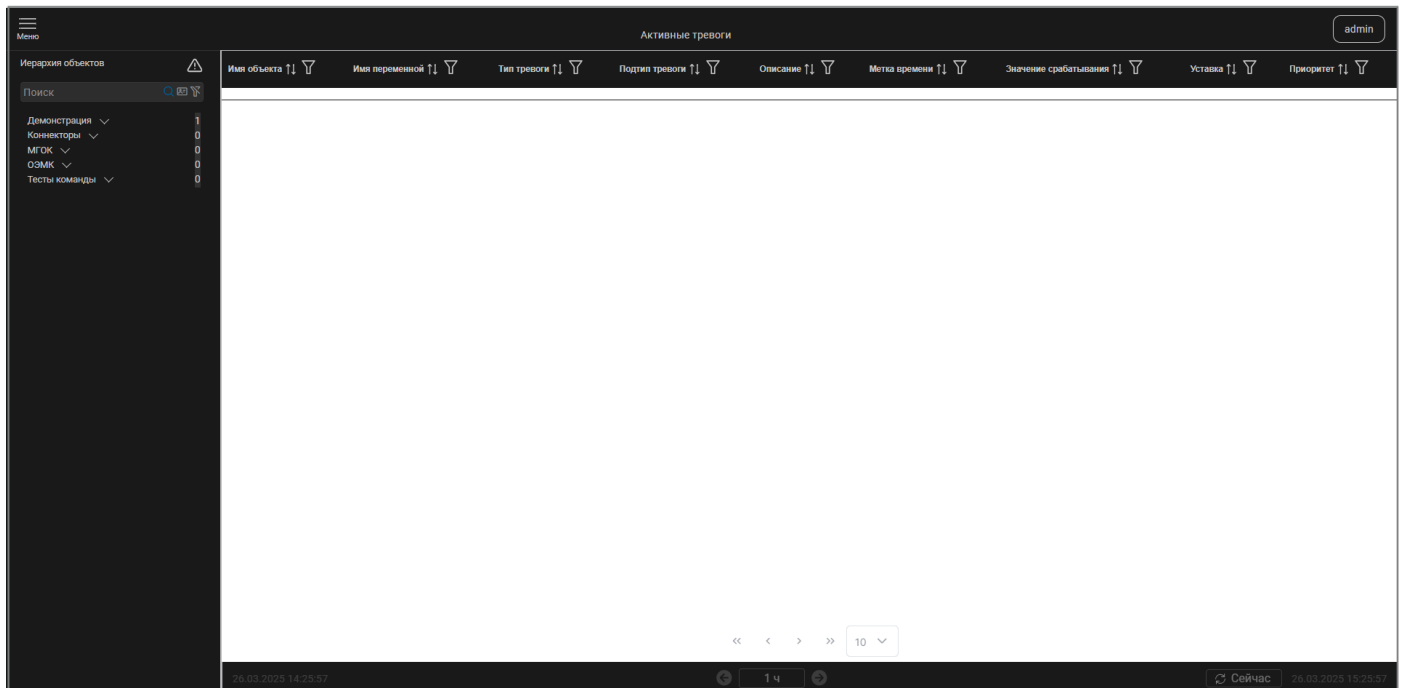 Меню
Активные тревоги
admin
Иерархия объектов
Поиск
Демонстрация 1
Коннекторы 0
МГОК 0
ОЭМК 0
Тесты команды 0
Имя объекта Имя переменной Тип тревоги Подтип тревоги Описание Метка времени Значение срабатывания Уставка Приоритет
10
26.03.2025 14:25:57 1 ч Сейчас 26.03.2025 15:25:57